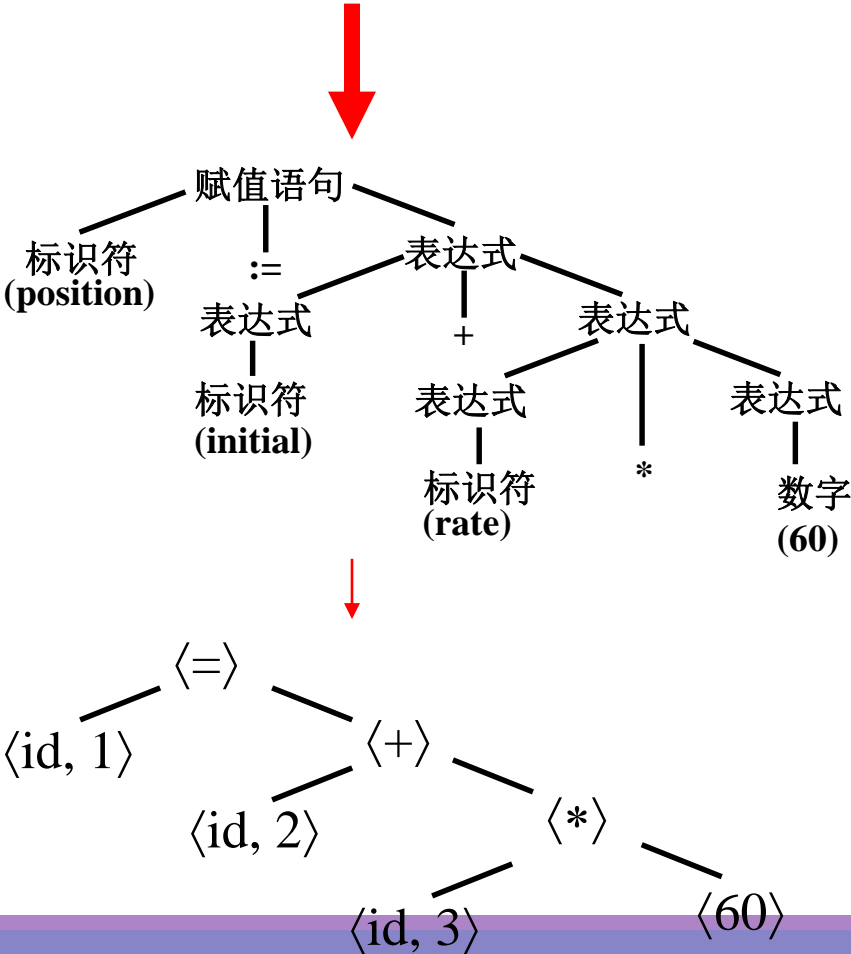 赋值语句
标识符 := 表达式
(position)
表达式 + 表达式
标识符 表达式 表达式
(initial)
* 
标识符 数字
(rate) (60)
⟨=⟩
⟨id, 1⟩ ⟨+⟩
⟨id, 2⟩ ⟨*⟩
⟨id, 3⟩ ⟨60⟩